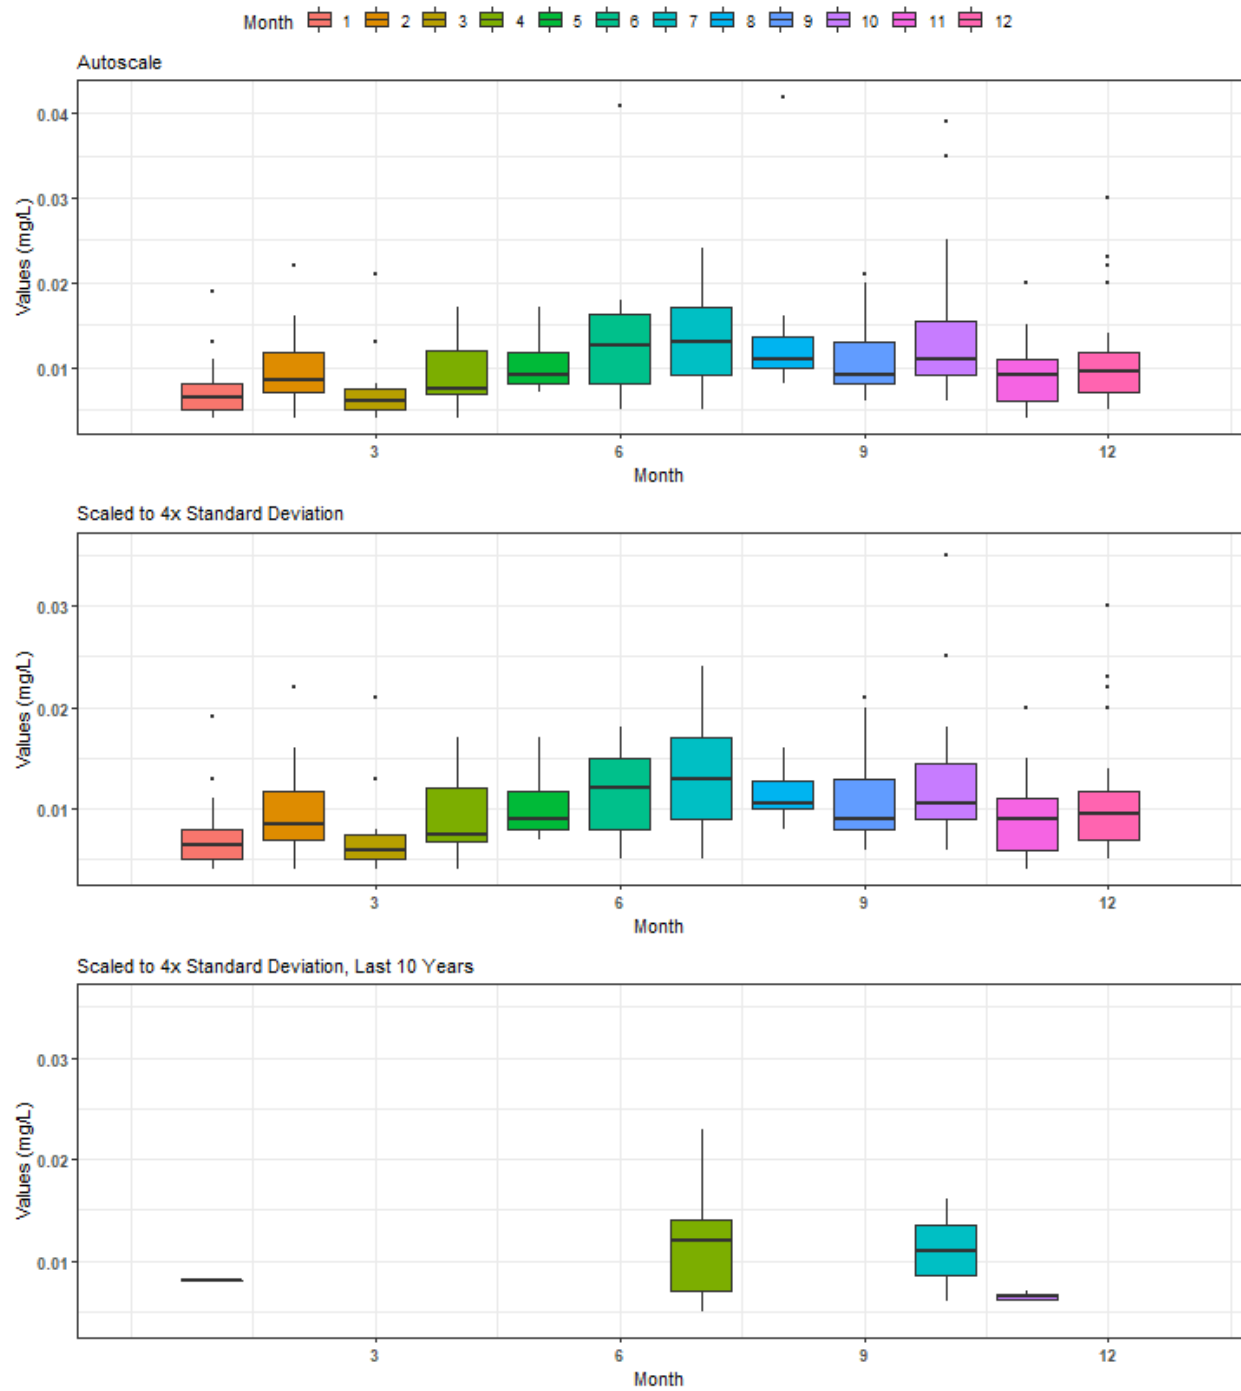 Month 1 2 3 4 5 6 7 8 9 10 11 12
Autoscale
Values (mg/L)
0.04
0.03
0.02
0.01
3 6 9 12
Month
Scaled to 4x Standard Deviation
Values (mg/L)
0.03
0.02
0.01
3 6 9 12
Month
Scaled to 4x Standard Deviation, Last 10 Years
Values (mg/L)
0.03
0.02
0.01
3 6 9 12
Month